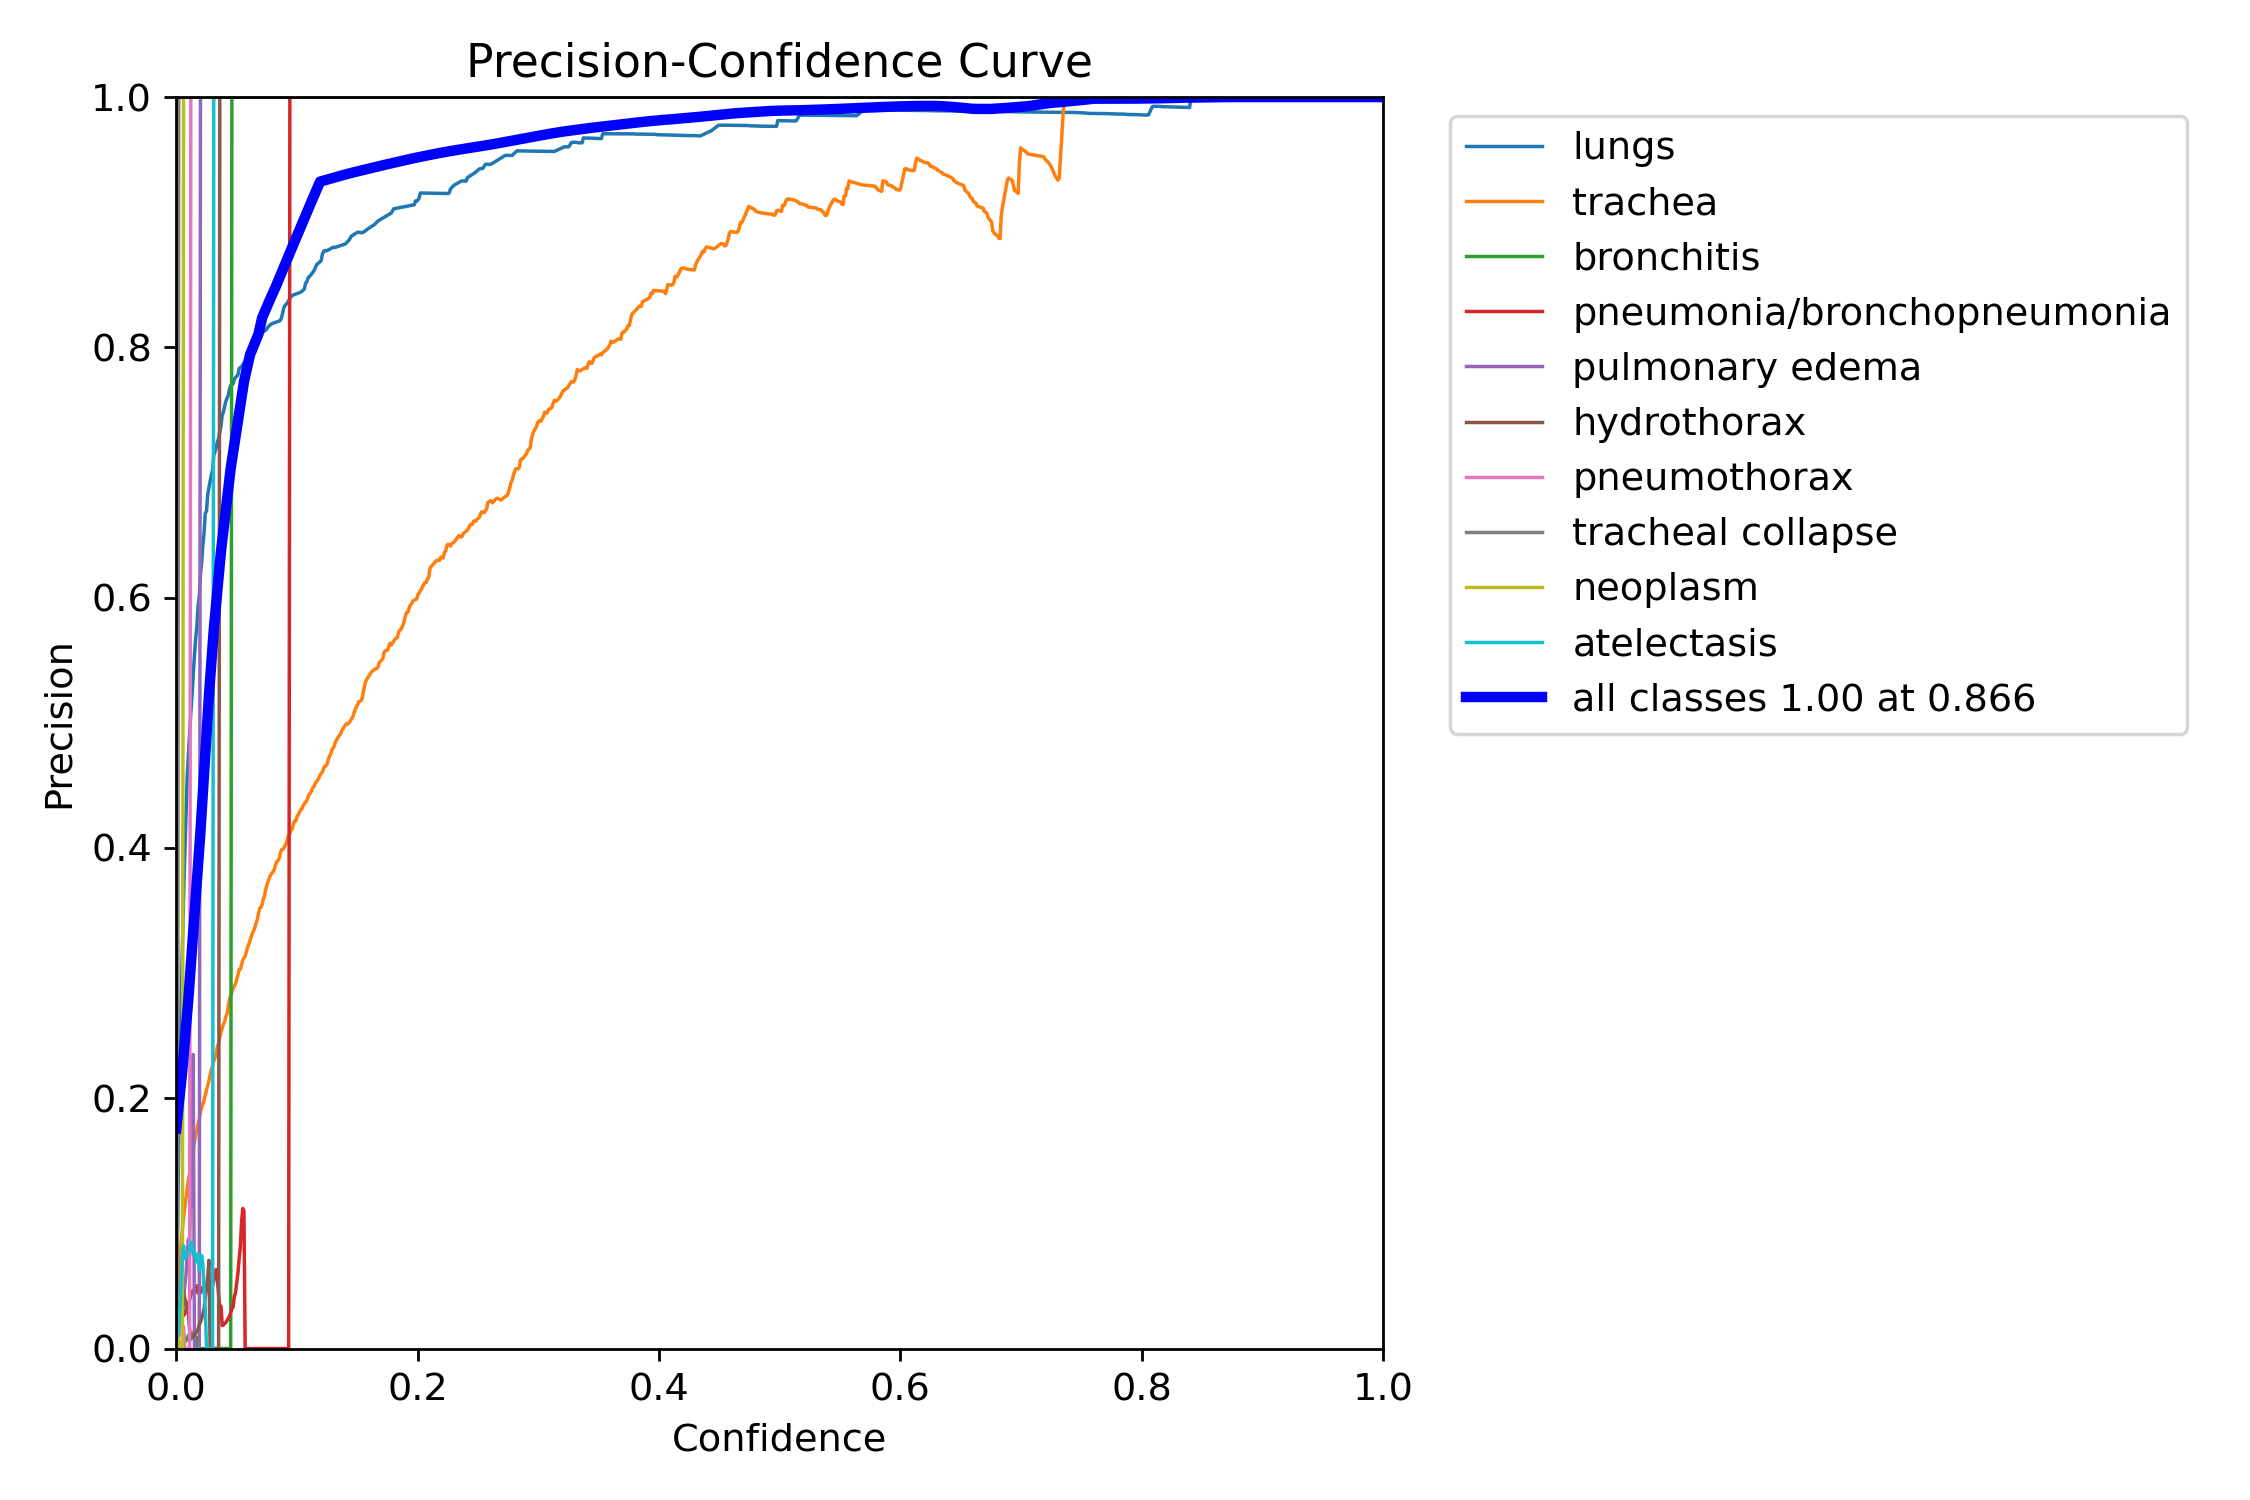 Precision-Confidence Curve
1.0
0.8
0.6
0.4
0.2
0.0
Precision
0.0 0.2 0.4 0.6 0.8 1.0
Confidence
lungs
trachea
bronchitis
pneumonia/bronchopneumonia
pulmonary edema
hydrothorax
pneumothorax
tracheal collapse
neoplasm
atelectasis
all classes 1.00 at 0.866